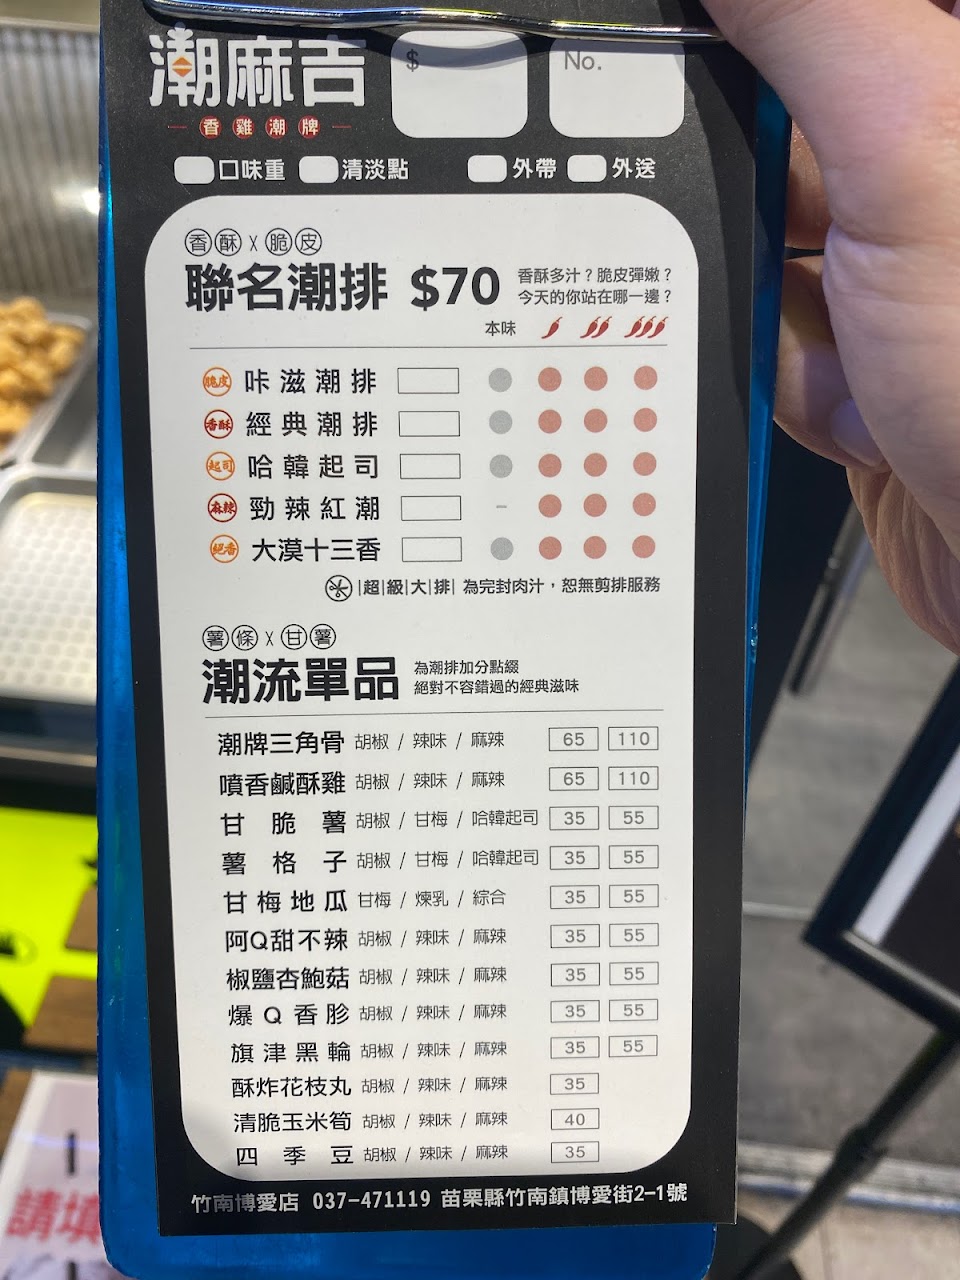 潮麻吉
香雞潮牌
$
No.
口味重 清淡點 外帶 外送
香酥 X 脆皮
聯名潮排 $70
香酥多汁？脆皮彈嫩？
今天的你站在哪一邊？
本味
脆皮 咔滋潮排
香酥 經典潮排
起司 哈韓起司
麻辣 勁辣紅潮 -
絕香 大漠十三香
|超|級|大|排| 為完封肉汁，恕無剪排服務
薯條 X 甘薯
潮流單品
為潮排加分點綴
絕對不容錯過的經典滋味
潮牌三角骨 胡椒 / 辣味 / 麻辣 65 110
噴香鹹酥雞 胡椒 / 辣味 / 麻辣 65 110
甘脆薯 胡椒 / 甘梅 / 哈韓起司 35 55
薯格子 胡椒 / 甘梅 / 哈韓起司 35 55
甘梅地瓜 甘梅 / 煉乳 / 綜合 35 55
阿Q甜不辣 胡椒 / 辣味 / 麻辣 35 55
椒鹽杏鮑菇 胡椒 / 辣味 / 麻辣 35 55
爆Q香胗 胡椒 / 辣味 / 麻辣 35 55
旗津黑輪 胡椒 / 辣味 / 麻辣 35 55
酥炸花枝丸 胡椒 / 辣味 / 麻辣 35
清脆玉米筍 胡椒 / 辣味 / 麻辣 40
四季豆 胡椒 / 辣味 / 麻辣 35
竹南博愛店 037-471119 苗栗縣竹南鎮博愛街2-1號
請填